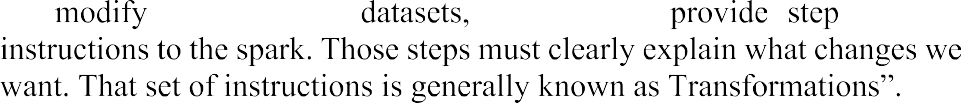 modify datasets, provide step
instructions to the spark. Those steps must clearly explain what changes we
want. That set of instructions is generally known as Transformations”.